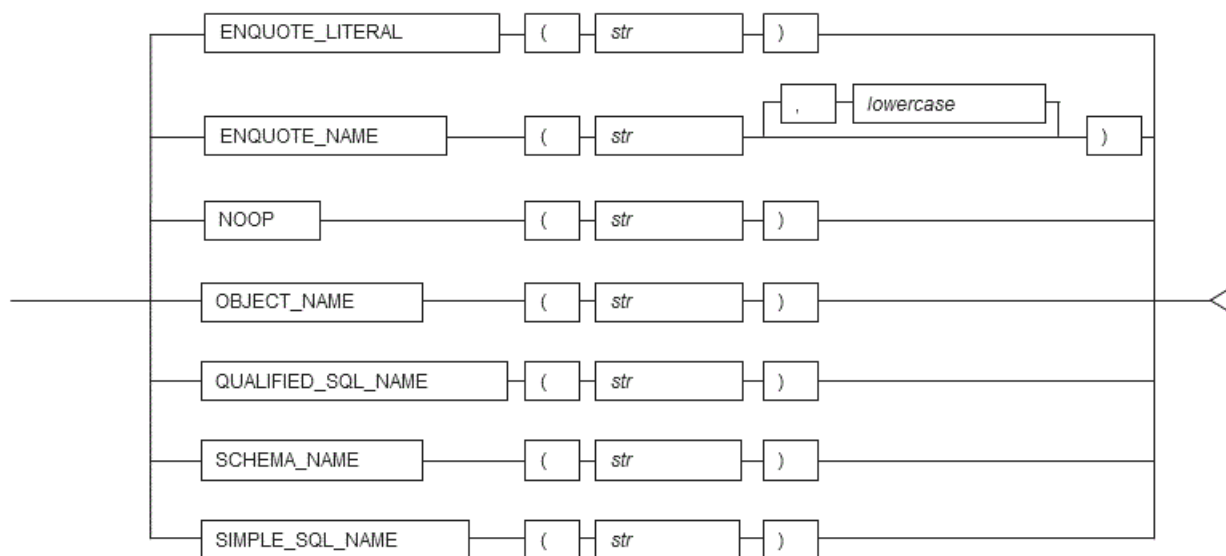 ENQUOTE_LITERAL ( str )
, lowercase
ENQUOTE_NAME ( str )
NOOP ( str )
OBJECT_NAME ( str )
QUALIFIED_SQL_NAME ( str )
SCHEMA_NAME ( str )
SIMPLE_SQL_NAME ( str )